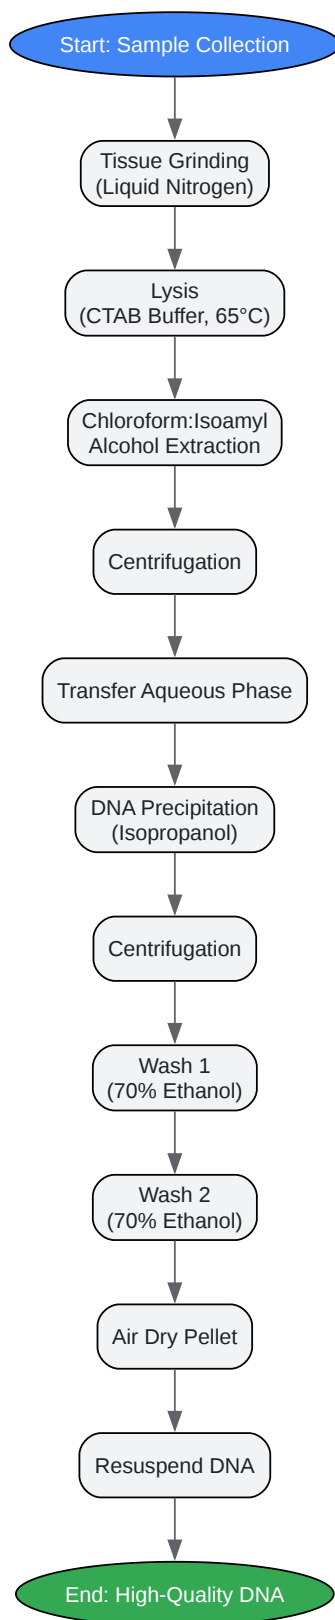 Start: Sample Collection
Tissue Grinding
(Liquid Nitrogen)
Lysis
(CTAB Buffer, 65°C)
Chloroform:Isoamyl
Alcohol Extraction
Centrifugation
Transfer Aqueous Phase
DNA Precipitation
(Isopropanol)
Centrifugation
Wash 1
(70% Ethanol)
Wash 2
(70% Ethanol)
Air Dry Pellet
Resuspend DNA
End: High-Quality DNA